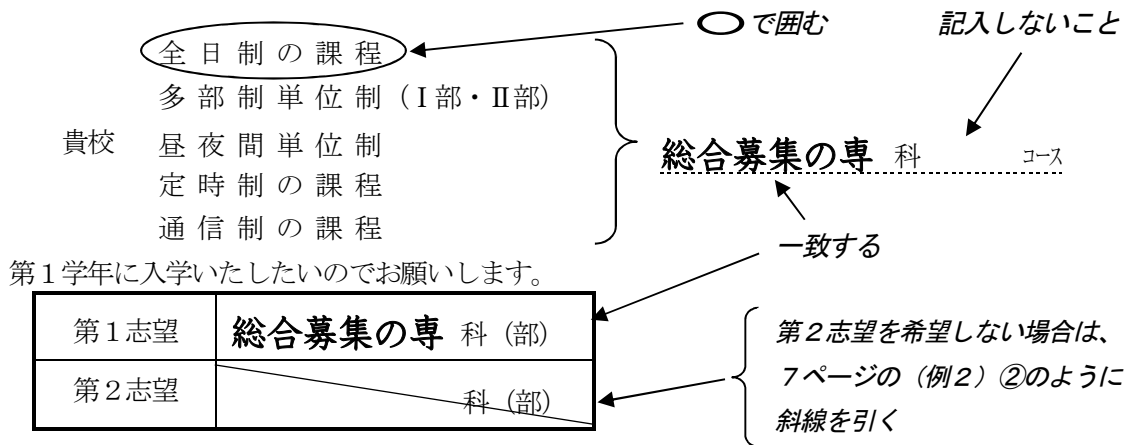 ◯で囲む 記入しないこと
全日制の課程
多部制単位制(Ⅰ部・Ⅱ部)
貴校 昼夜間単位制
総合募集の専 科 コース
定時制の課程
通信制の課程
一致する
第1学年に入学いたしたいのでお願いします。
第1志望 総合募集の専 科(部)
第2志望 科(部)
第2志望を希望しない場合は、
7ページの(例2)②のように
斜線を引く